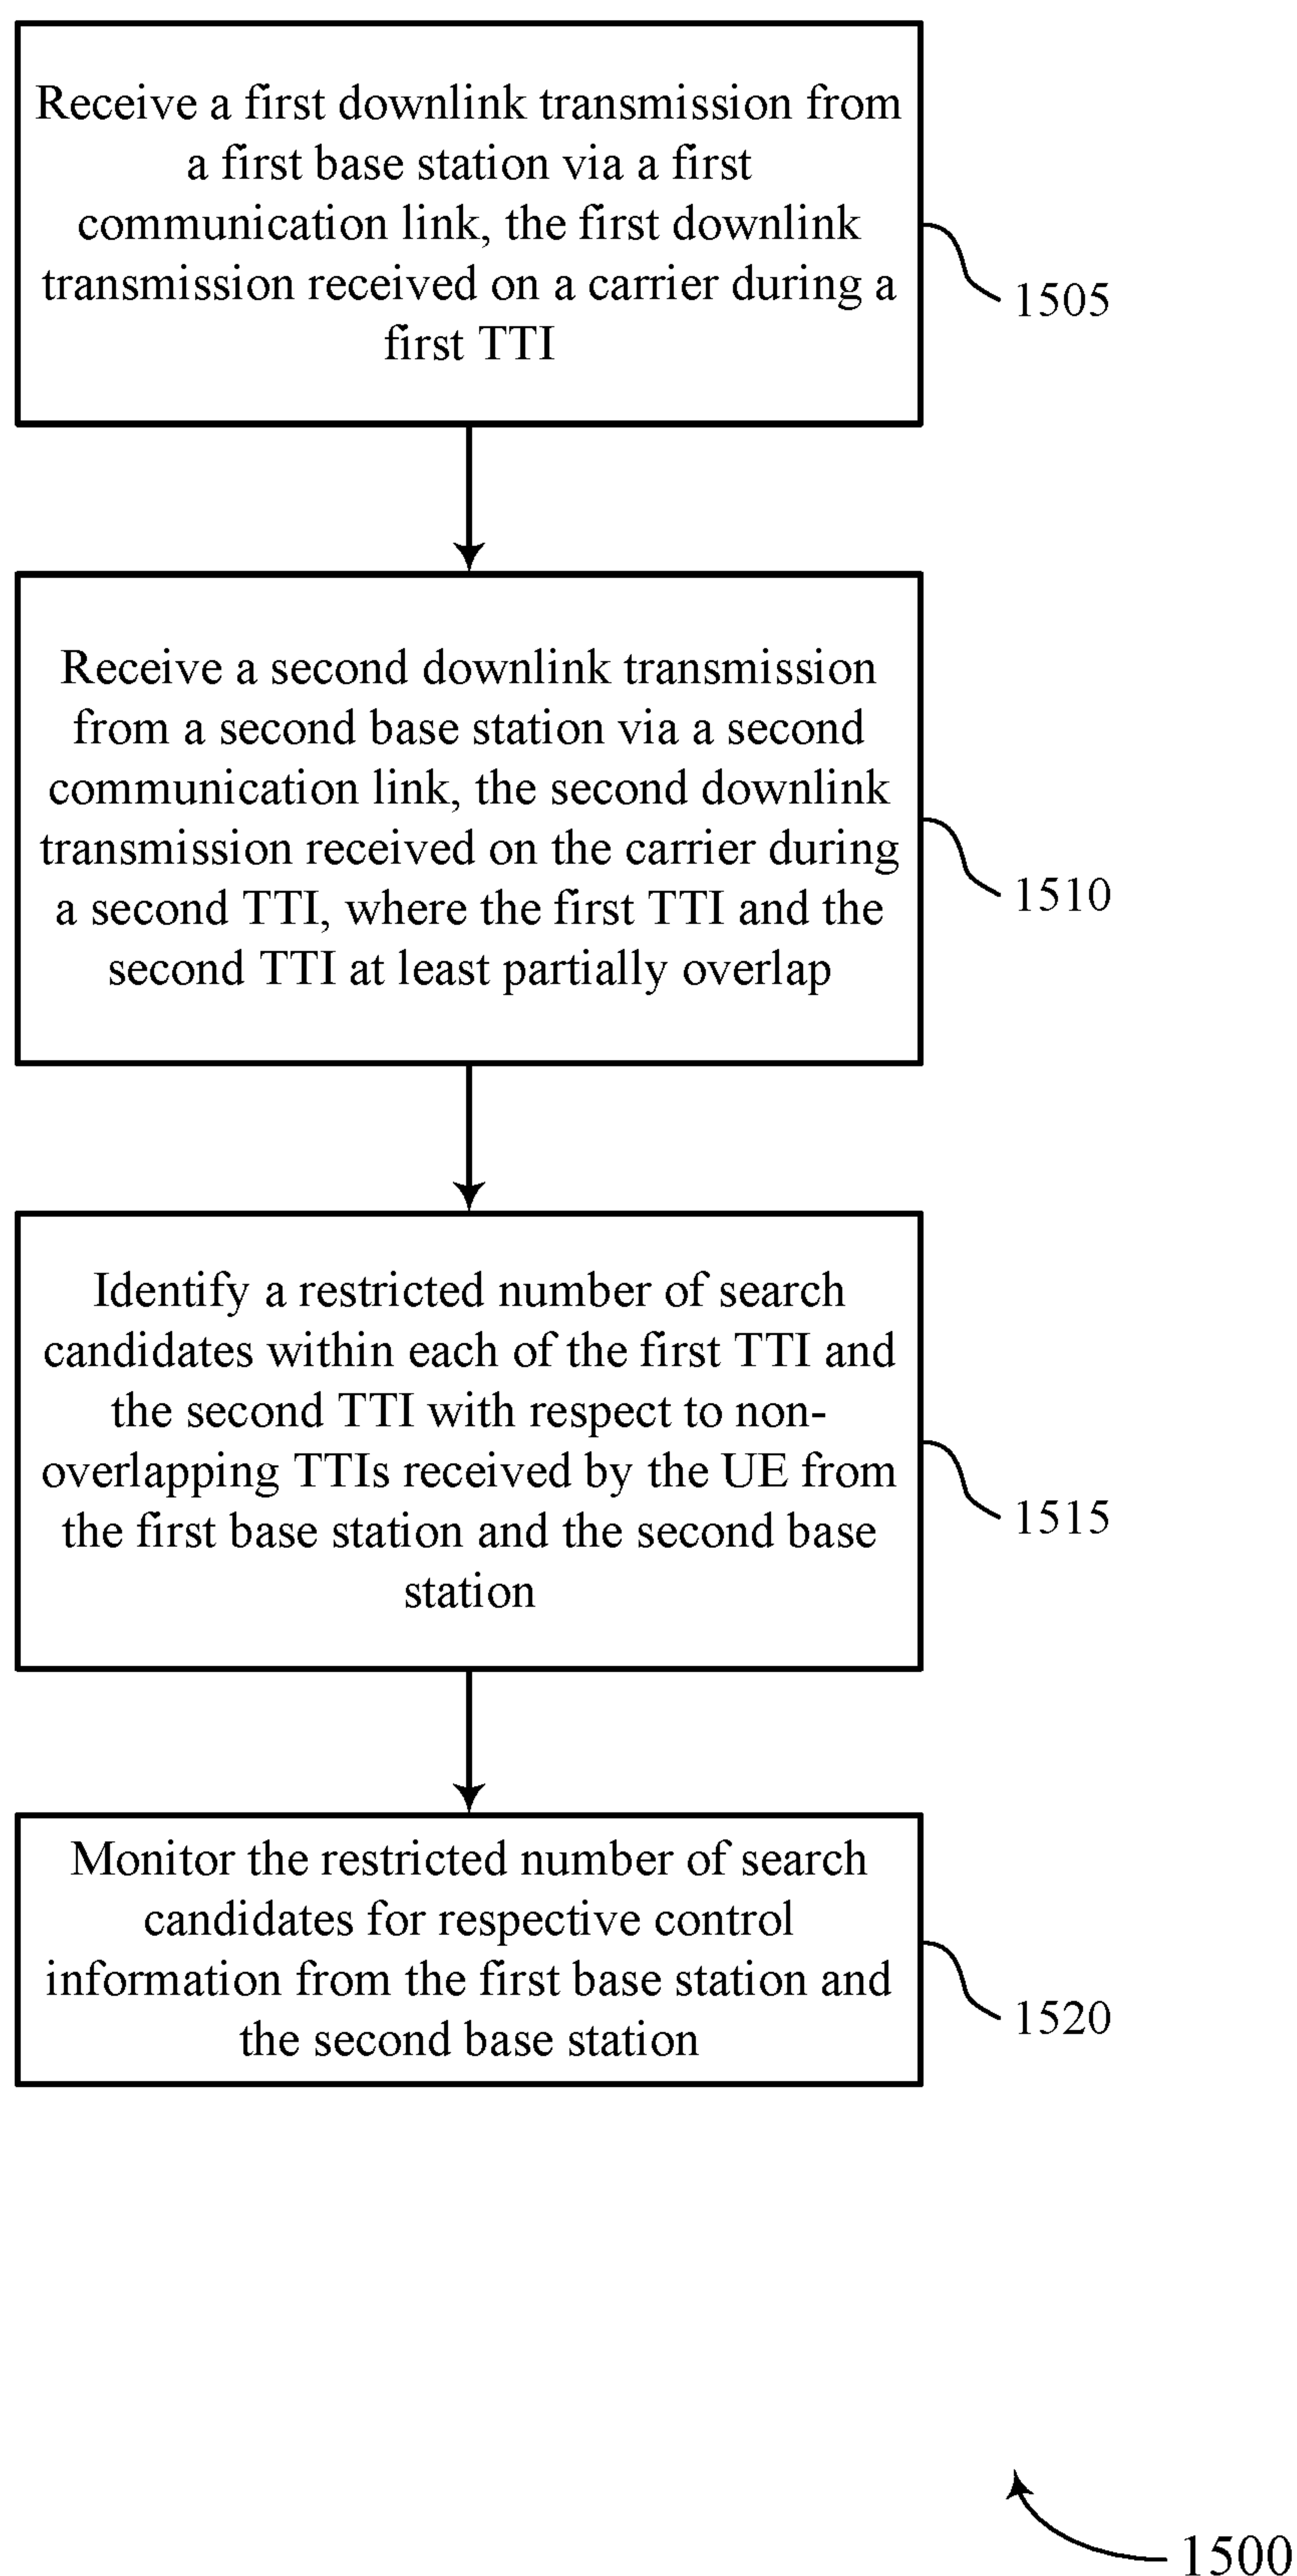 Receive a first downlink transmission from
a first base station via a first
communication link, the first downlink
transmission received on a carrier during a
first TTI
1505
Receive a second downlink transmission
from a second base station via a second
communication link, the second downlink
transmission received on the carrier during
a second TTI, where the first TTI and the
second TTI at least partially overlap
1510
Identify a restricted number of search
candidates within each of the first TTI and
the second TTI with respect to non-
overlapping TTIs received by the UE from
the first base station and the second base
station
1515
Monitor the restricted number of search
candidates for respective control
information from the first base station and
the second base station
1520
1500